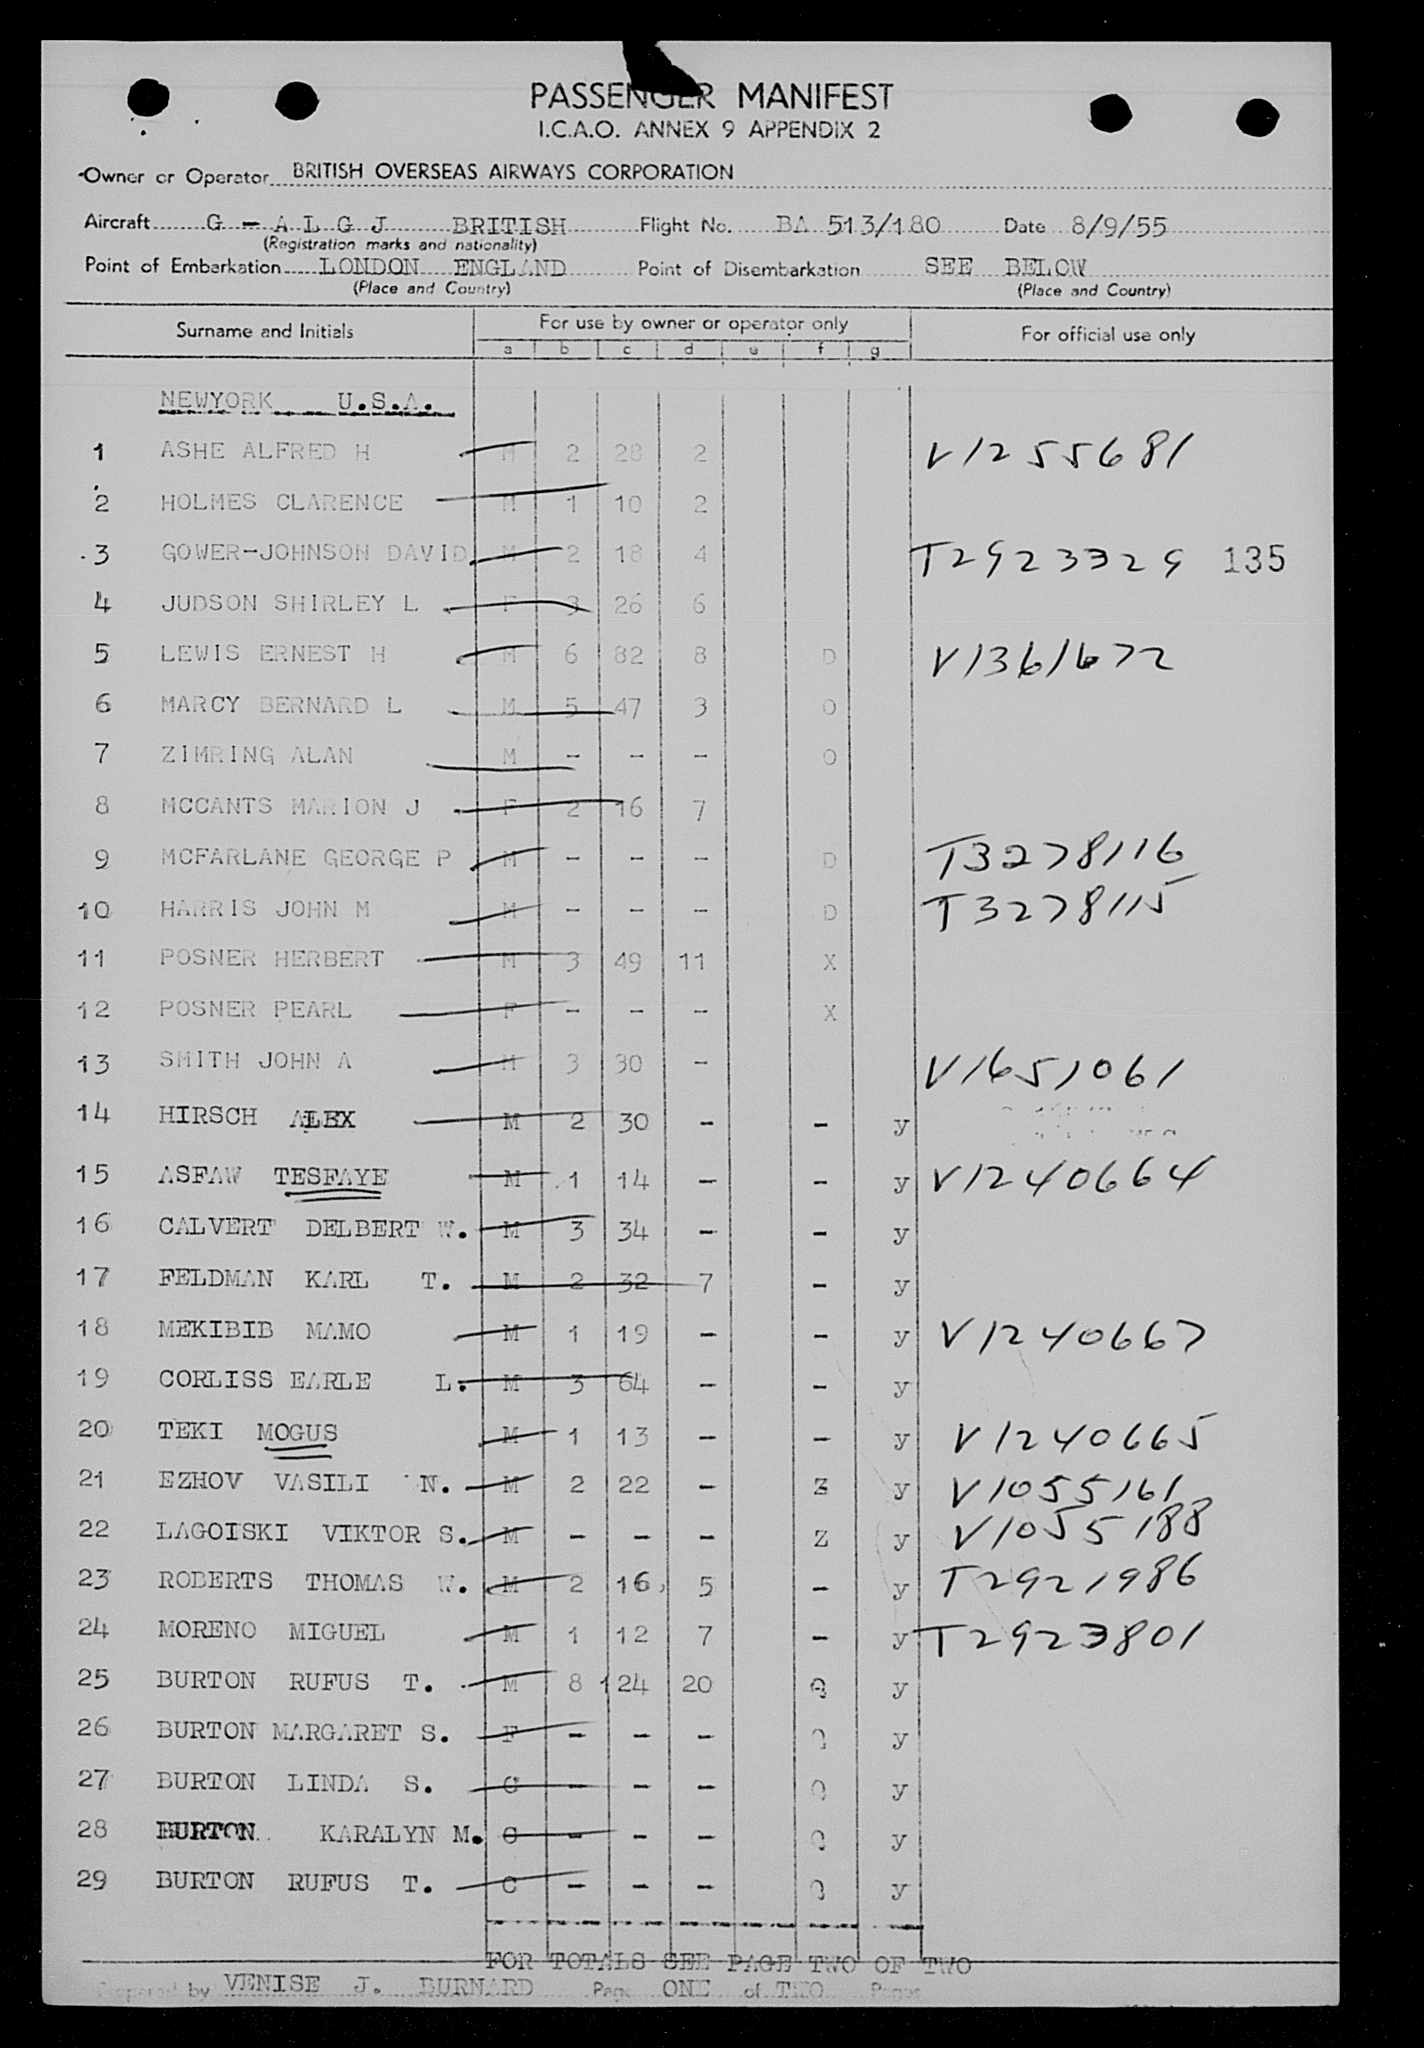 PASSENGER MANIFEST
I.C.A.O. ANNEX 9 APPENDIX 2
Owner or Operator BRITISH OVERSEAS AIRWAYS CORPORATION
Aircraft G - A L G J BRITISH Flight No. BA 513/180 Date 8/9/55
(Registration marks and nationality)
Point of Embarkation LONDON ENGLAND Point of Disembarkation SEE BELOW
(Place and Country) (Place and Country)
Surname and Initials For use by owner or operator only For official use only
a b c d e f g
NEWYORK U.S.A.
1 ASHE ALFRED H M 2 28 2 V1255681
2 HOLMES CLARENCE M 1 10 2
3 GOWER-JOHNSON DAVID M 2 18 4 T2923329 135
4 JUDSON SHIRLEY L F 3 26 6
5 LEWIS ERNEST H M 6 82 8 D V1361672
6 MARCY BERNARD L M 5 47 3 O
7 ZIMRING ALAN M - - - O
8 MCCANTS MARION J F 2 16 7
9 MCFARLANE GEORGE P M - - - D T3278116
10 HARRIS JOHN M M - - - D T3278115
11 POSNER HERBERT M 3 49 11 X
12 POSNER PEARL F - - - X
13 SMITH JOHN A M 3 30 - V1651061
14 HIRSCH ALEX M 2 30 - - y
15 ASFAW TESFAYE M 1 14 - - y V1240664
16 CALVERT DELBERT W. M 3 34 - - y
17 FELDMAN KARL T. M 2 32 7 - y
18 MEKIBIB MAMO M 1 19 - - y V1240667
19 CORLISS EARLE L. M 3 64 - - y
20 TEKI MOGUS M 1 13 - - y V1240665
21 EZHOV VASILI N. M 2 22 - Z y V1055161
22 LAGOISKI VIKTOR S. M - - - Z y V1055188
23 ROBERTS THOMAS W. M 2 16 5 - y T2921986
24 MORENO MIGUEL M 1 12 7 - y T2923801
25 BURTON RUFUS T. M 8 124 20 Q y
26 BURTON MARGARET S. F - - - Q y
27 BURTON LINDA S. C - - - Q y
28 BURTON KARALYN M. C - - - Q y
29 BURTON RUFUS T. C - - - Q y
FOR TOTALS SEE PAGE TWO OF TWO
Prepared by VENISE J. BURNARD Page ONE of TWO Pages